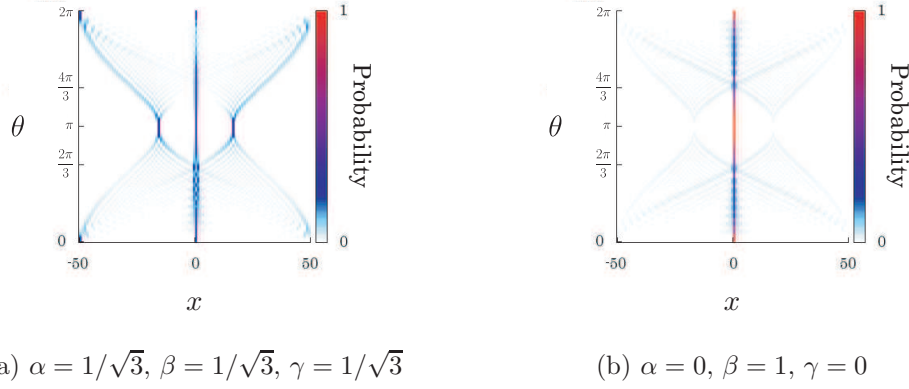 2π
4π/3
θ
π
2π/3
0
-50 0 50
x
1
Probability
0
2π
4π/3
θ
π
2π/3
0
-50 0 50
x
1
Probability
0
a) α = 1/√3, β = 1/√3, γ = 1/√3
(b) α = 0, β = 1, γ = 0